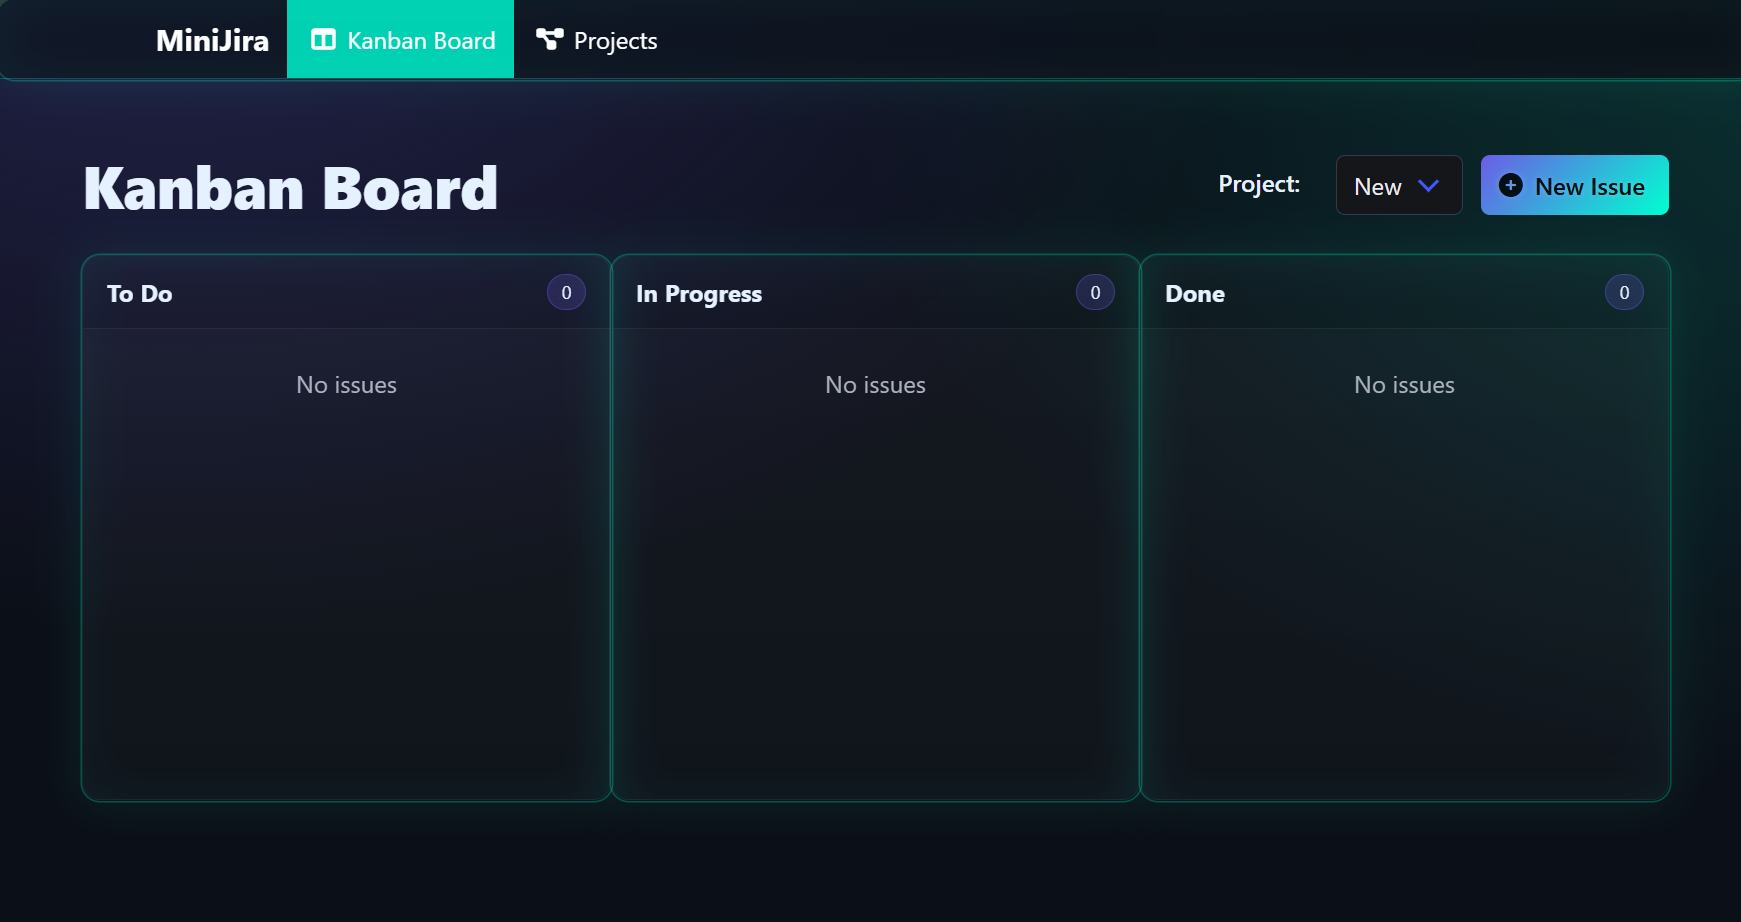 MiniJira Kanban Board Projects
Kanban Board
Project: New New Issue
To Do 0
In Progress 0
Done 0
No issues
No issues
No issues